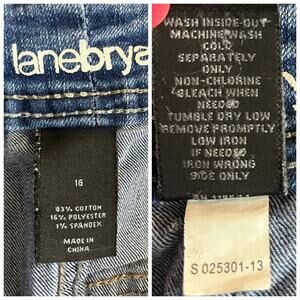 lanebrya
16
83% COTTON
16% POLYESTER
1% SPANDEX
MADE IN
CHINA
WASH INSIDE-OUT
MACHINE WASH
COLD
SEPARATELY
ONLY
NON-CHLORINE
BLEACH WHEN
NEEDED
TUMBLE DRY LOW
REMOVE PROMPTLY
LOW IRON
IF NEEDED
IRON WRONG
SIDE ONLY
S 025301-13